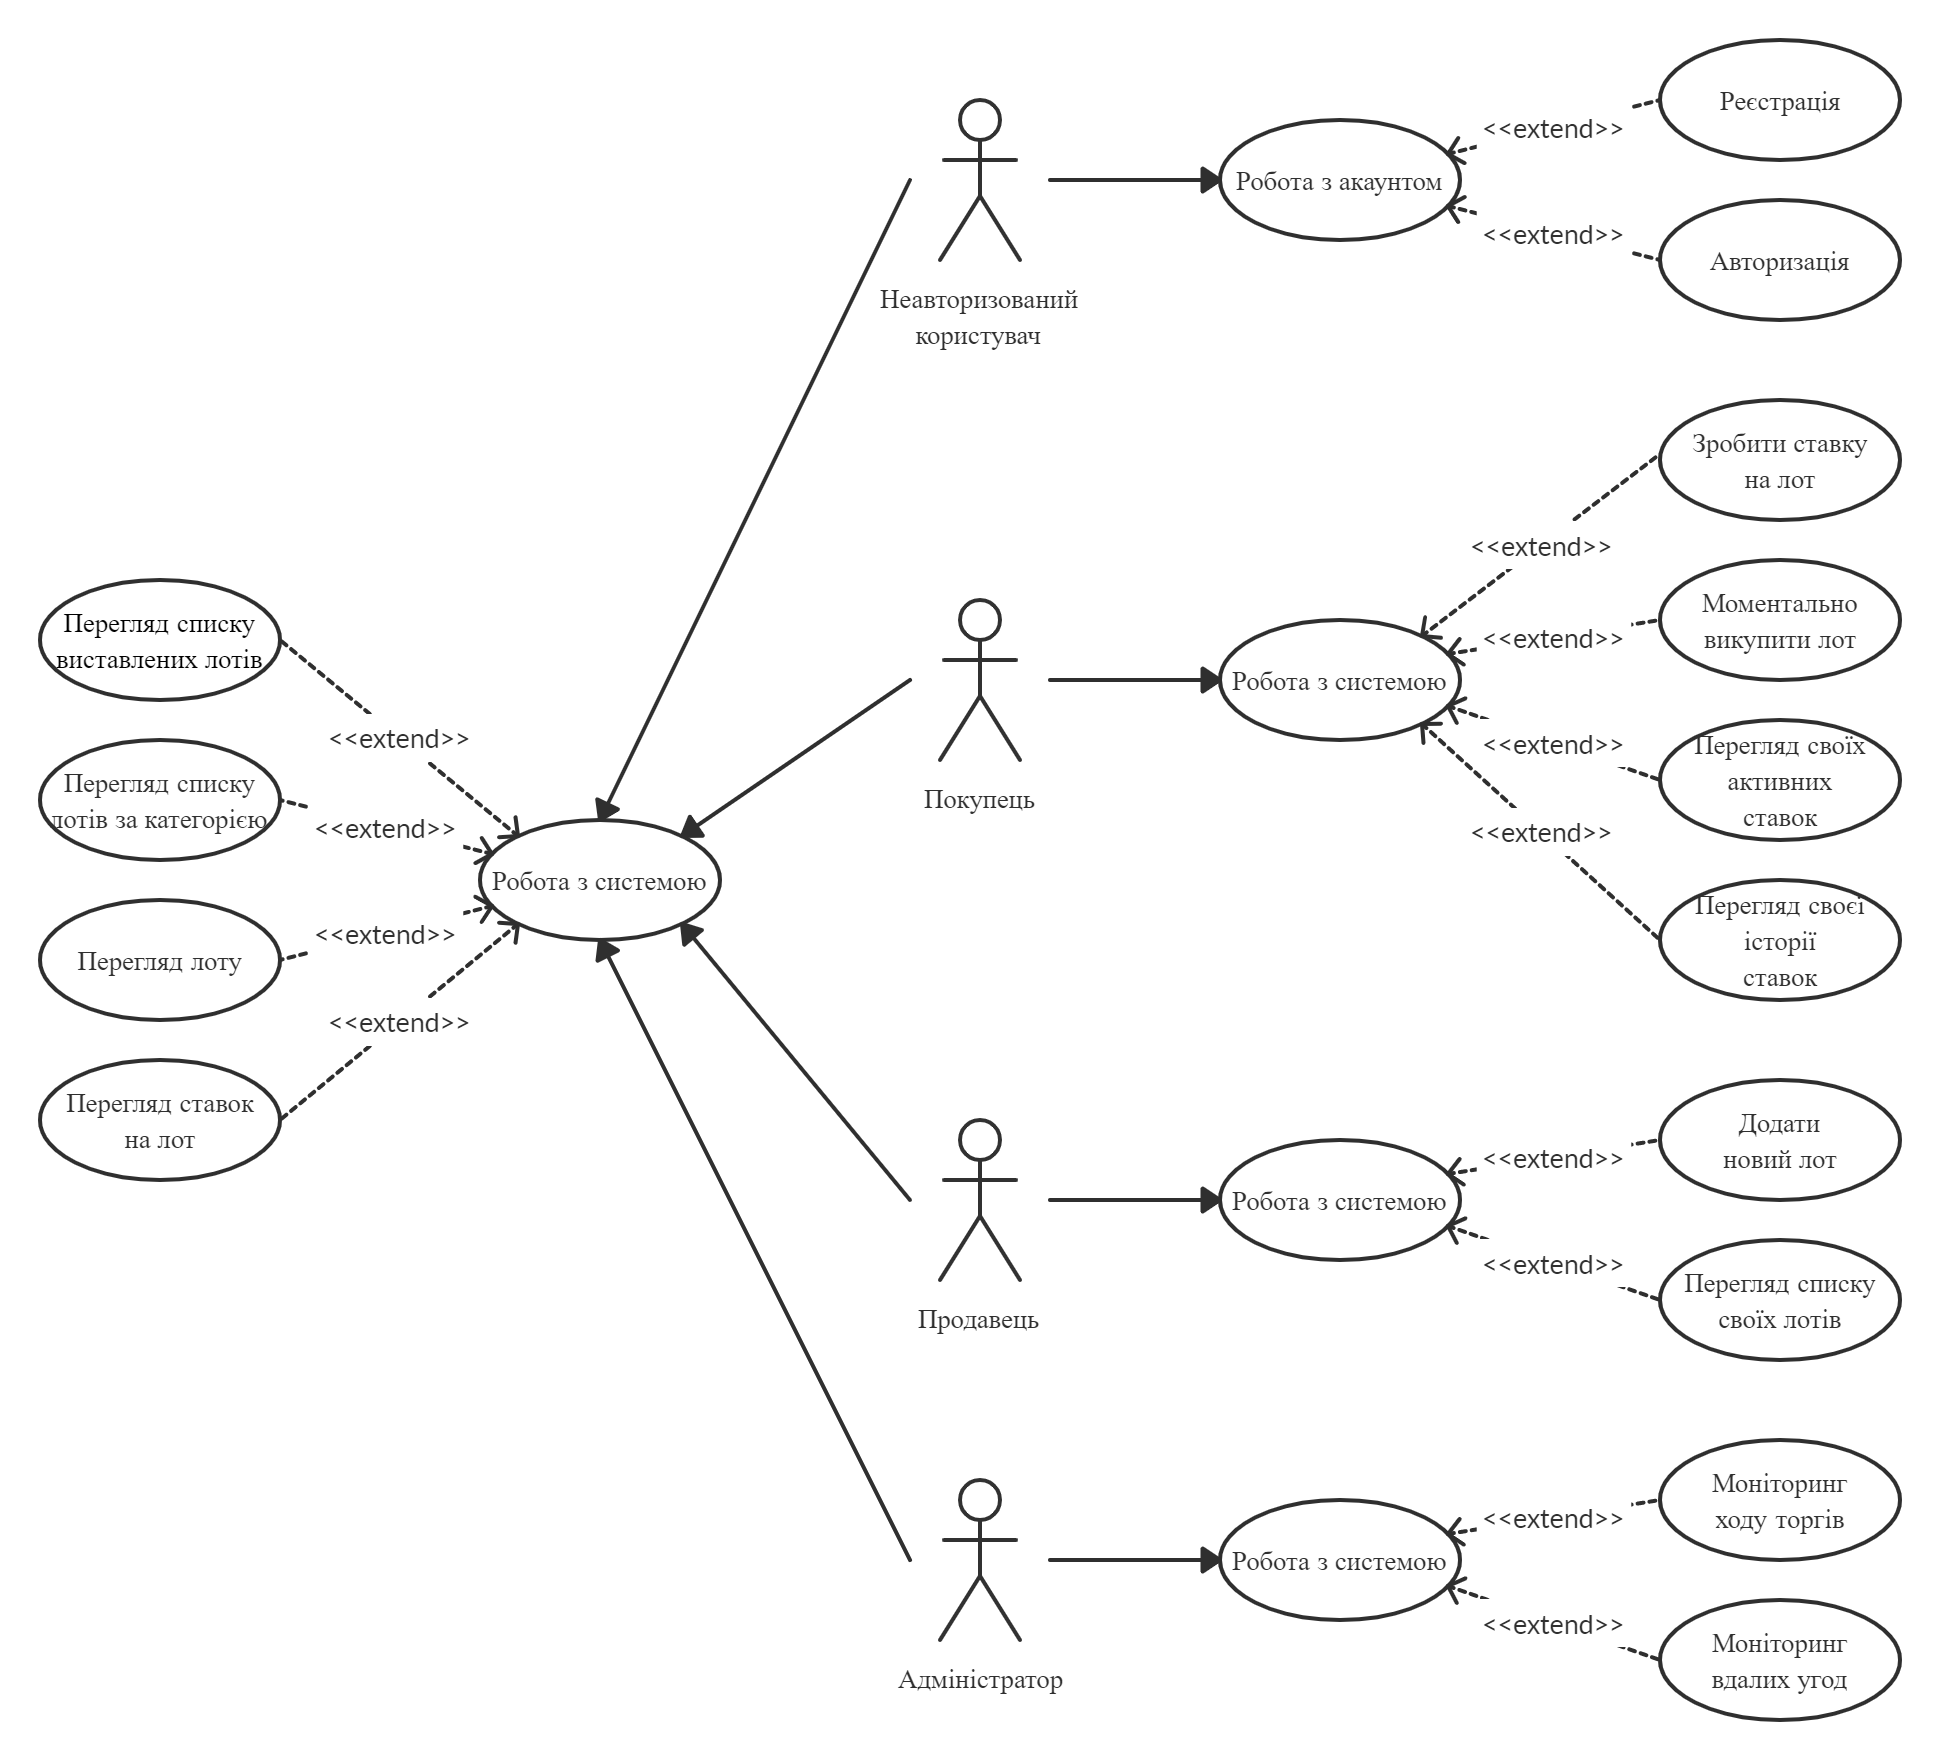 Реєстрація
<<extend>>
Робота з акаунтом
<<extend>>
Авторизація
Неавторизований
користувач
Зробити ставку
на лот
<<extend>>
Моментально
викупити лот
<<extend>>
Робота з системою
<<extend>>
Перегляд своїх
активних
ставок
<<extend>>
Перегляд своєї
історії
ставок
Покупець
Перегляд списку
виставлених лотів
<<extend>>
Перегляд списку
лотів за категорією
<<extend>>
Робота з системою
<<extend>>
Перегляд лоту
<<extend>>
Перегляд ставок
на лот
Додати
новий лот
<<extend>>
Робота з системою
<<extend>>
Перегляд списку
своїх лотів
Продавець
Моніторинг
ходу торгів
<<extend>>
Робота з системою
<<extend>>
Моніторинг
вдалих угод
Адміністратор